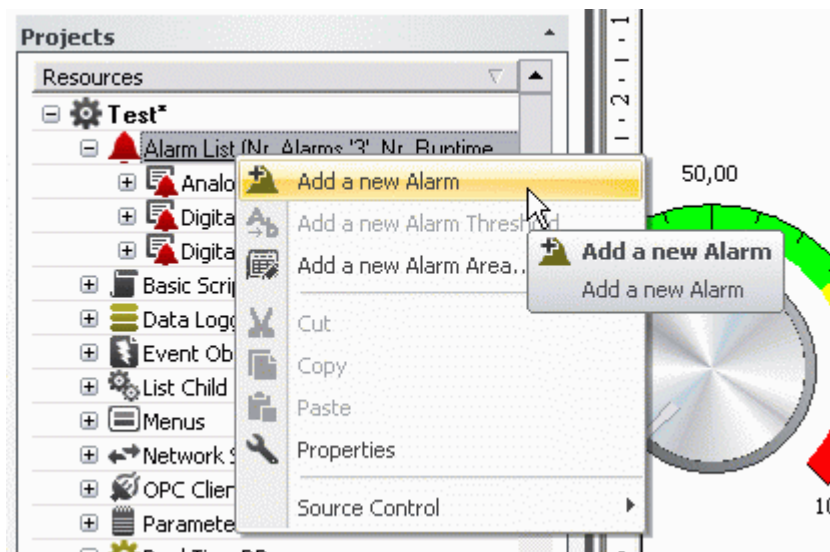 Projects
Resources
Test*
Alarm List (Nr. Alarms '3', Nr. Runtime
Analo
Digita
Digita
Basic Scrip
Data Logg
Event Ob
List Child
Menus
Network S
OPC Clien
Paramete
Add a new Alarm
Add a new Alarm Threshold
Add a new Alarm Area...
Cut
Copy
Paste
Properties
Source Control
Add a new Alarm
Add a new Alarm
1 - 1
- 2
50,00
10